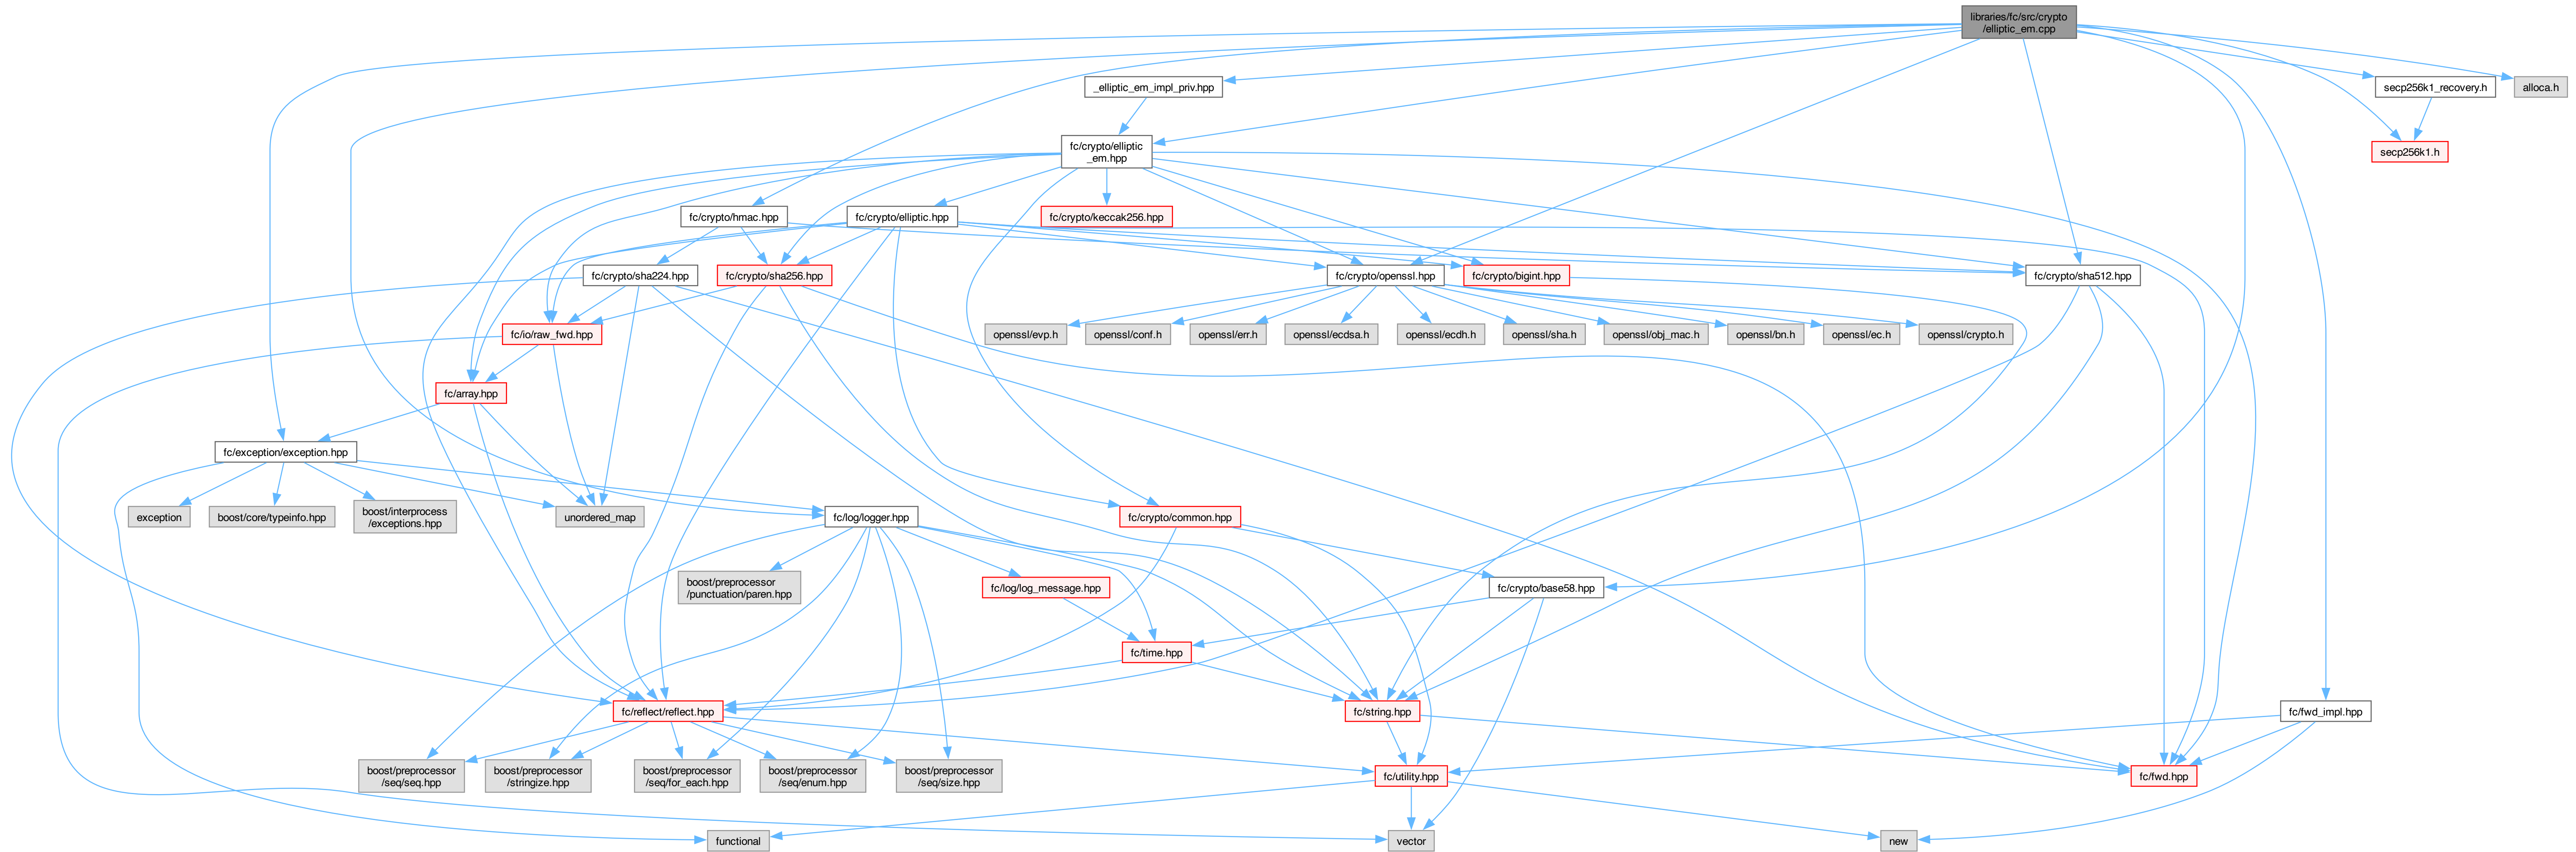 libraries/fc/src/crypto
/elliptic_em.cpp
_elliptic_em_impl_priv.hpp
secp256k1_recovery.h
alloca.h
fc/crypto/elliptic
_em.hpp
secp256k1.h
fc/crypto/hmac.hpp
fc/crypto/elliptic.hpp
fc/crypto/keccak256.hpp
fc/crypto/sha224.hpp
fc/crypto/sha256.hpp
fc/crypto/openssl.hpp
fc/crypto/bigint.hpp
fc/crypto/sha512.hpp
fc/io/raw_fwd.hpp
openssl/evp.h
openssl/conf.h
openssl/err.h
openssl/ecdsa.h
openssl/ecdh.h
openssl/sha.h
openssl/obj_mac.h
openssl/bn.h
openssl/ec.h
openssl/crypto.h
fc/array.hpp
fc/exception/exception.hpp
exception
boost/core/typeinfo.hpp
boost/interprocess
/exceptions.hpp
unordered_map
fc/log/logger.hpp
fc/crypto/common.hpp
boost/preprocessor
/punctuation/paren.hpp
fc/log/log_message.hpp
fc/crypto/base58.hpp
fc/time.hpp
fc/reflect/reflect.hpp
fc/string.hpp
fc/fwd_impl.hpp
boost/preprocessor
/seq/seq.hpp
boost/preprocessor
/stringize.hpp
boost/preprocessor
/seq/for_each.hpp
boost/preprocessor
/seq/enum.hpp
boost/preprocessor
/seq/size.hpp
fc/utility.hpp
fc/fwd.hpp
functional
vector
new